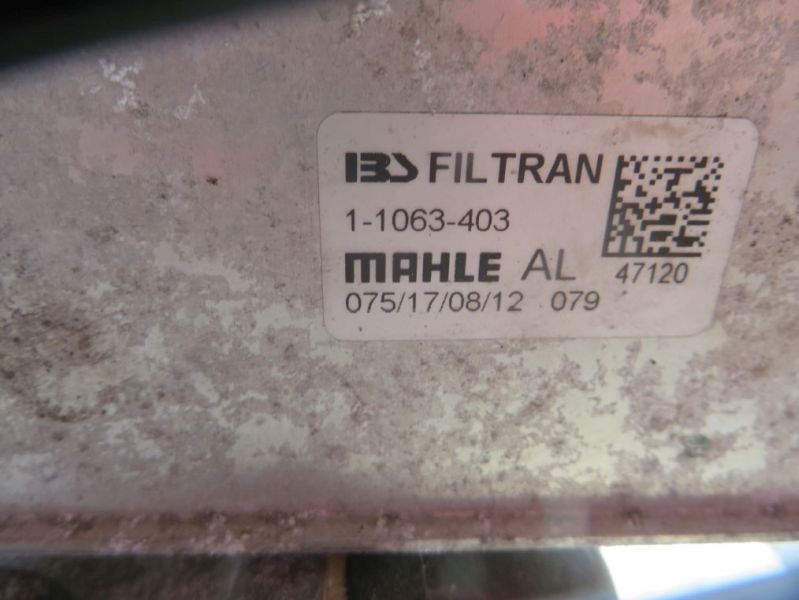 IBS FILTRAN
1-1063-403
MAHLE AL
47120
075/17/08/12 079